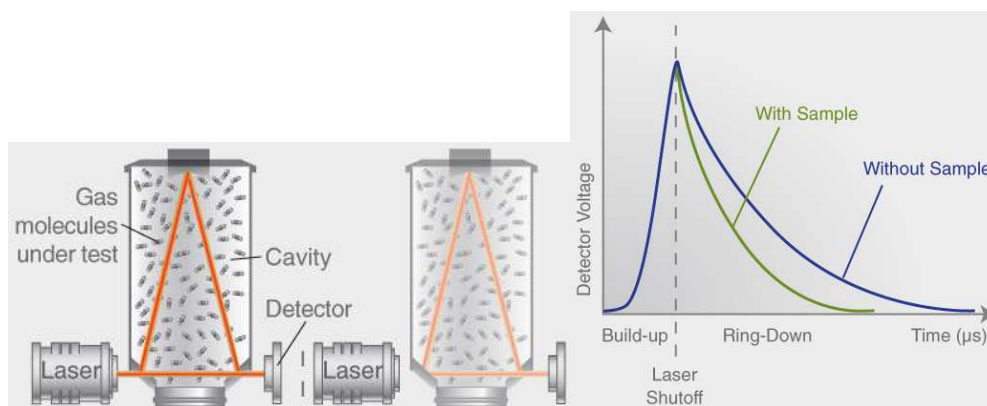 Gas
molecules
under test
Cavity
Detector
Laser
Laser
Detector Voltage
With Sample
Without Sample
Build-up
Ring-Down
Time (µs)
Laser
Shutoff